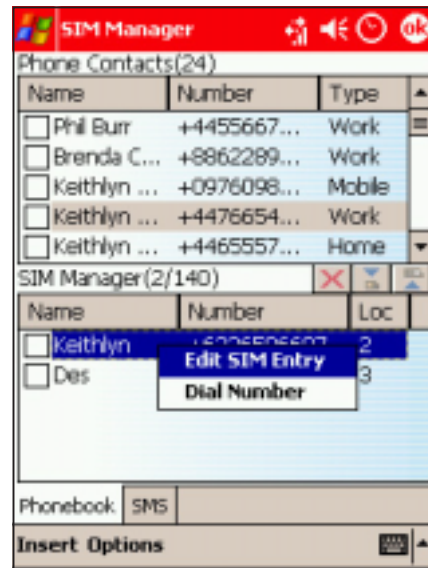 SIM Manager ok
Phone Contacts(24)
Name Number Type
Phil Burr +4455667... Work
Brenda C... +8862289... Work
Keithlyn ... +0976098... Mobile
Keithlyn ... +4476654... Work
Keithlyn ... +4465557... Home
SIM Manager(2/140)
Name Number Loc
Keithlyn 2
Edit SIM Entry
Des 3
Dial Number
Phonebook SMS
Insert Options